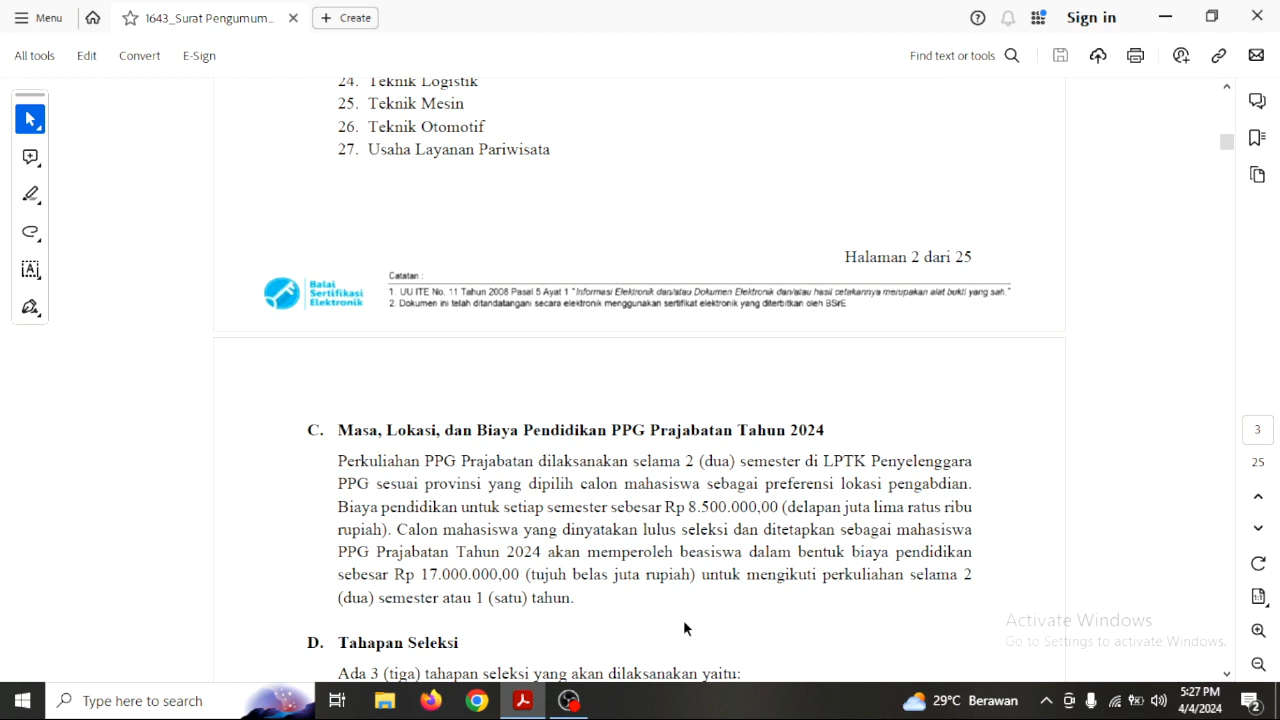 Menu
1643_Surat Pengumum...
Create
Sign in
All tools
Edit
Convert
E-Sign
Find text or tools
24. Teknik Logistik
25. Teknik Mesin
26. Teknik Otomotif
27. Usaha Layanan Pariwisata
Halaman 2 dari 25
Balai
Sertifikasi
Elektronik
Catatan :
1. UU ITE No. 11 Tahun 2008 Pasal 5 Ayat 1 "Informasi Elektronik dan/atau Dokumen Elektronik dan/atau hasil cetakannya merupakan alat bukti yang sah."
2. Dokumen ini telah ditandatangani secara elektronik menggunakan sertifikat elektronik yang diterbitkan oleh BSrE
C. Masa, Lokasi, dan Biaya Pendidikan PPG Prajabatan Tahun 2024
Perkuliahan PPG Prajabatan dilaksanakan selama 2 (dua) semester di LPTK Penyelenggara
PPG sesuai provinsi yang dipilih calon mahasiswa sebagai preferensi lokasi pengabdian.
Biaya pendidikan untuk setiap semester sebesar Rp 8.500.000,00 (delapan juta lima ratus ribu
rupiah). Calon mahasiswa yang dinyatakan lulus seleksi dan ditetapkan sebagai mahasiswa
PPG Prajabatan Tahun 2024 akan memperoleh beasiswa dalam bentuk biaya pendidikan
sebesar Rp 17.000.000,00 (tujuh belas juta rupiah) untuk mengikuti perkuliahan selama 2
(dua) semester atau 1 (satu) tahun.
D. Tahapan Seleksi
Ada 3 (tiga) tahapan seleksi yang akan dilaksanakan yaitu:
3
25
Activate Windows
Go to Settings to activate Windows.
Type here to search
29°C Berawan
5:27 PM
4/4/2024
2